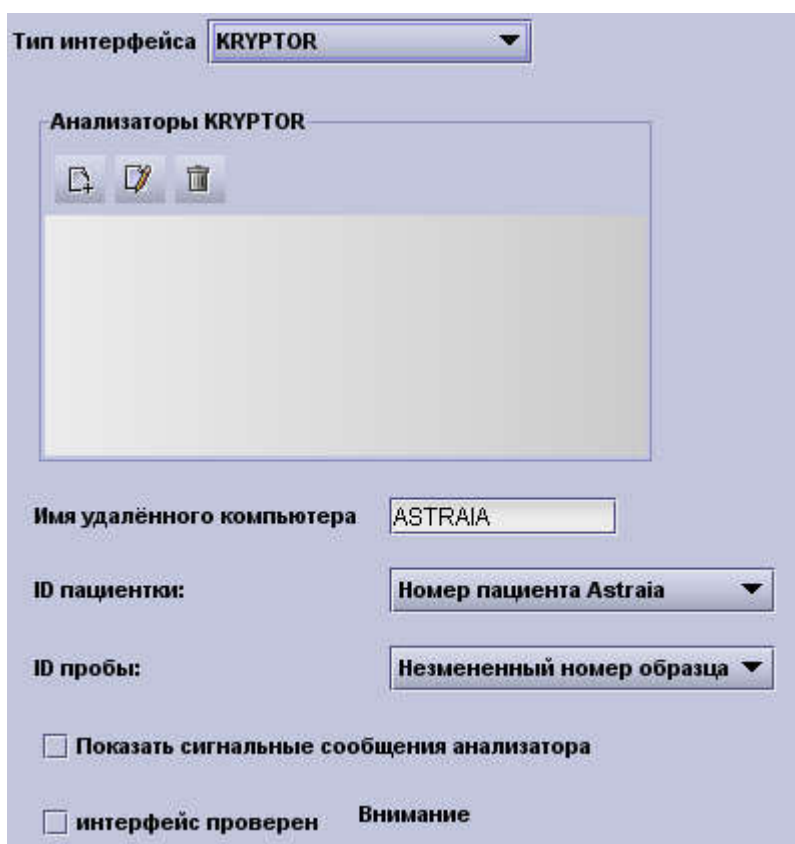 Тип интерфейса KRYPTOR
Анализаторы KRYPTOR
Имя удалённого компьютера ASTRAIA
ID пациентки: Номер пациента Astraia
ID пробы: Незмененный номер образца
Показать сигнальные сообщения анализатора
интерфейс проверен Внимание